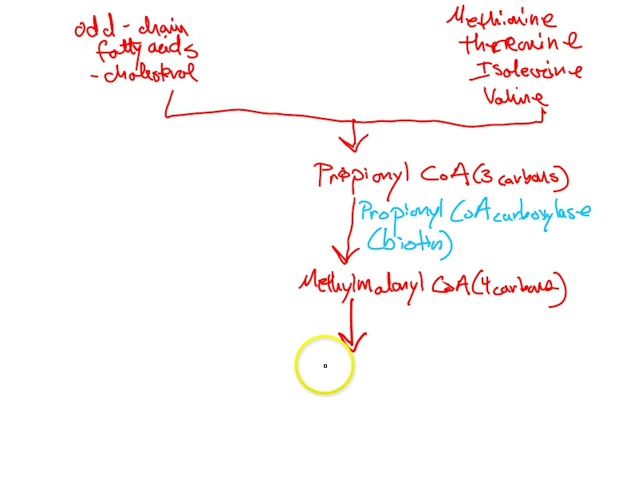 odd-chain
fatty acids
- cholesterol
Methionine
threonine
Isoleucine
Valine
Propionyl CoA (3 carbons)
Propionyl CoA carboxylase
(biotin)
Methylmalonyl CoA (4 carbons)